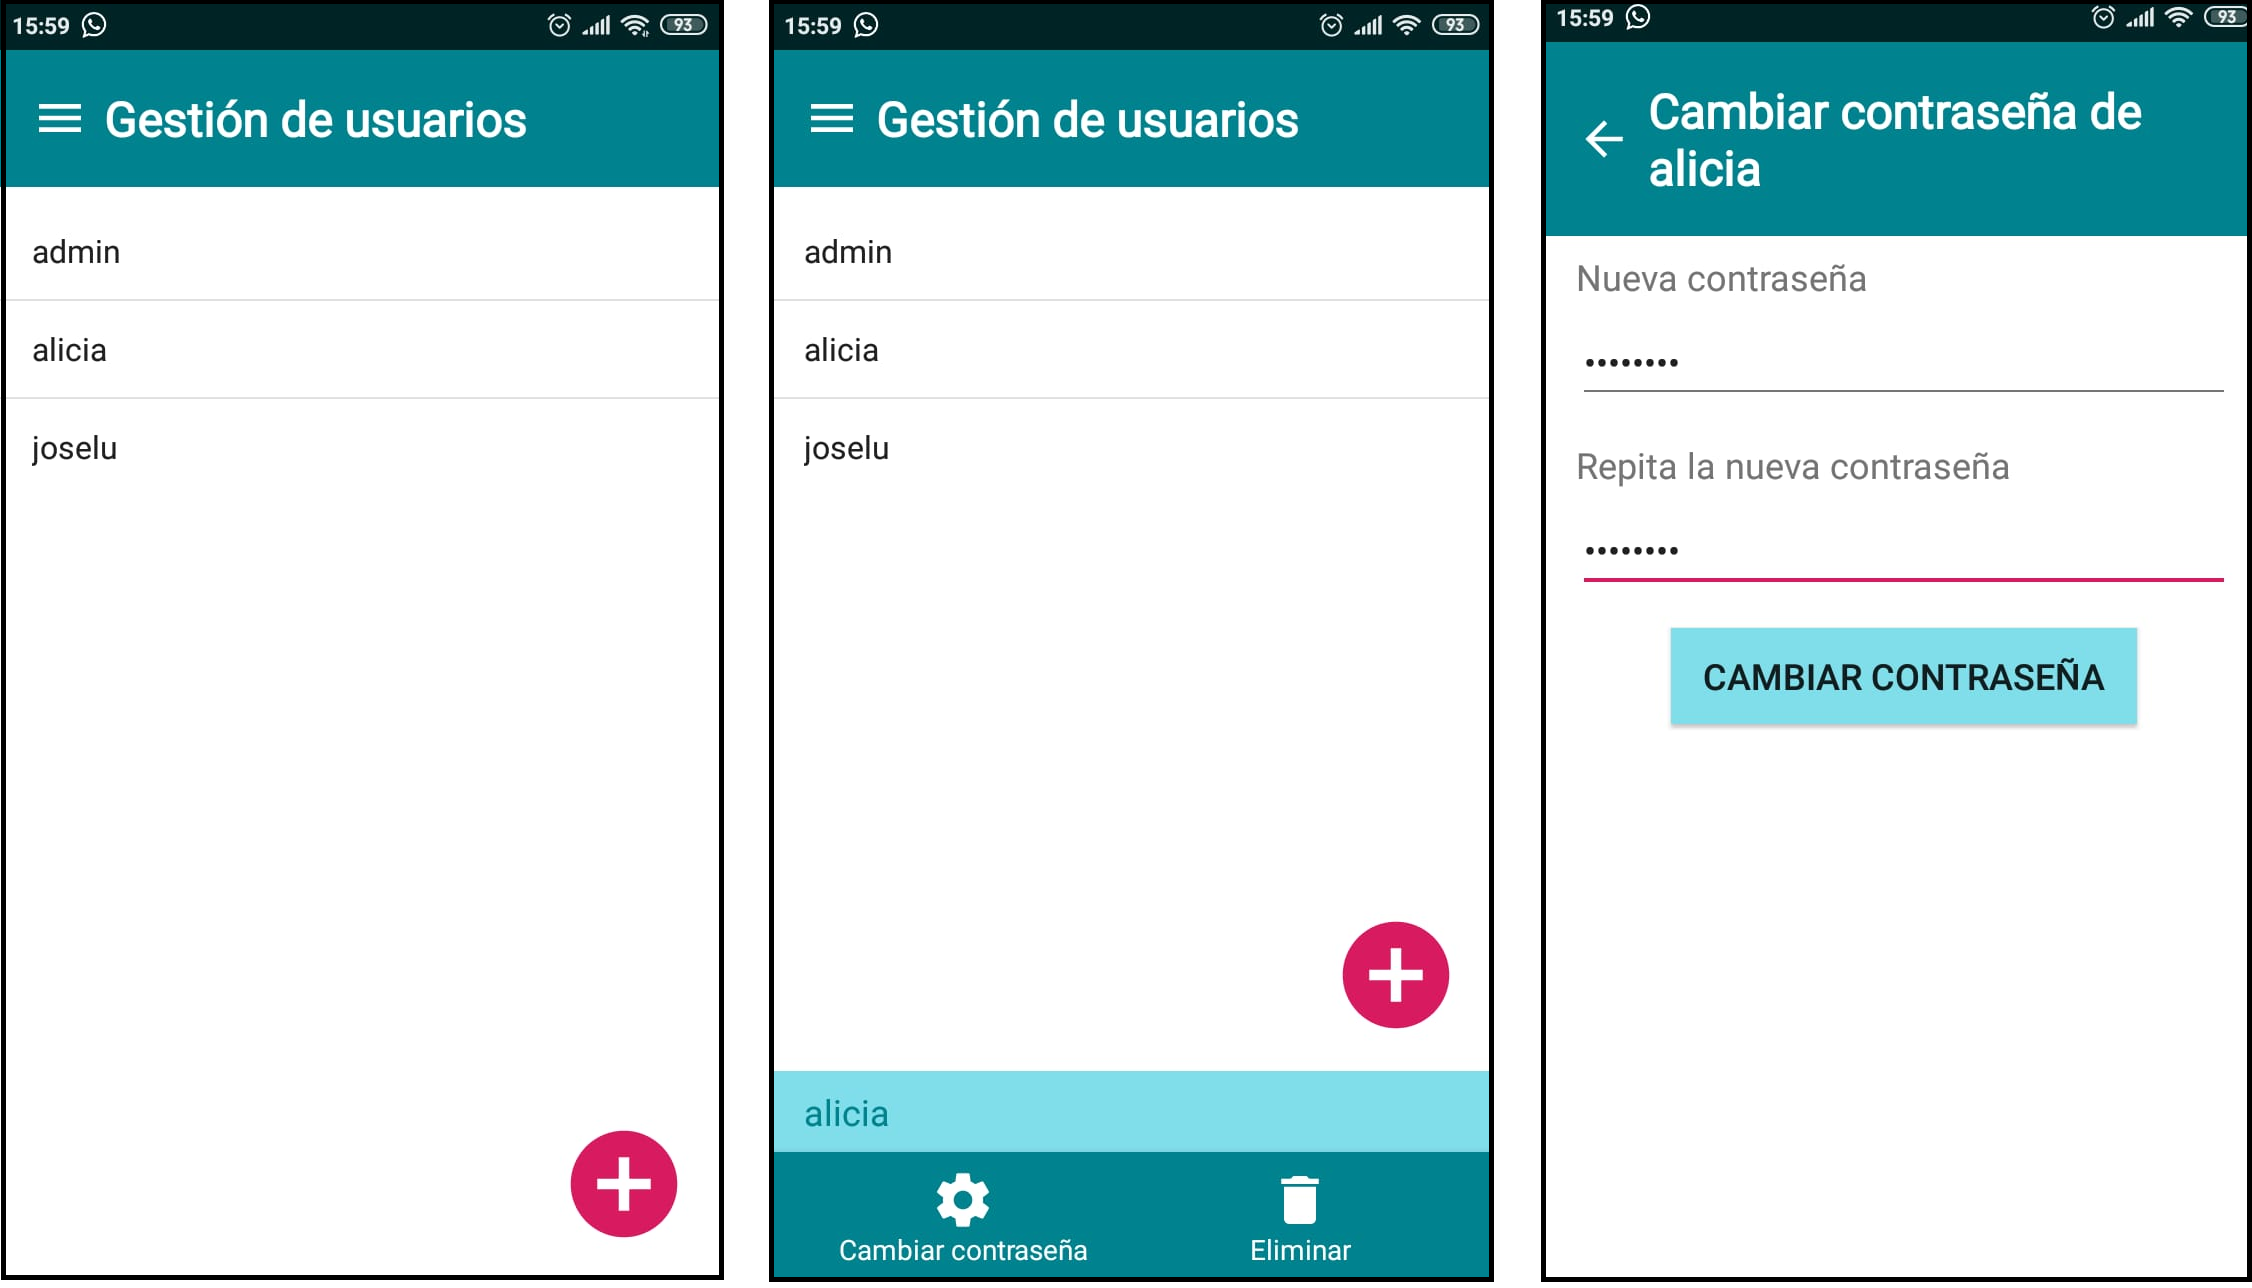 15:59
93
Gestión de usuarios
admin
alicia
joselu
15:59
93
Gestión de usuarios
admin
alicia
joselu
alicia
Cambiar contraseña
Eliminar
15:59
93
Cambiar contraseña de
alicia
Nueva contraseña
••••••••
Repita la nueva contraseña
••••••••
CAMBIAR CONTRASEÑA